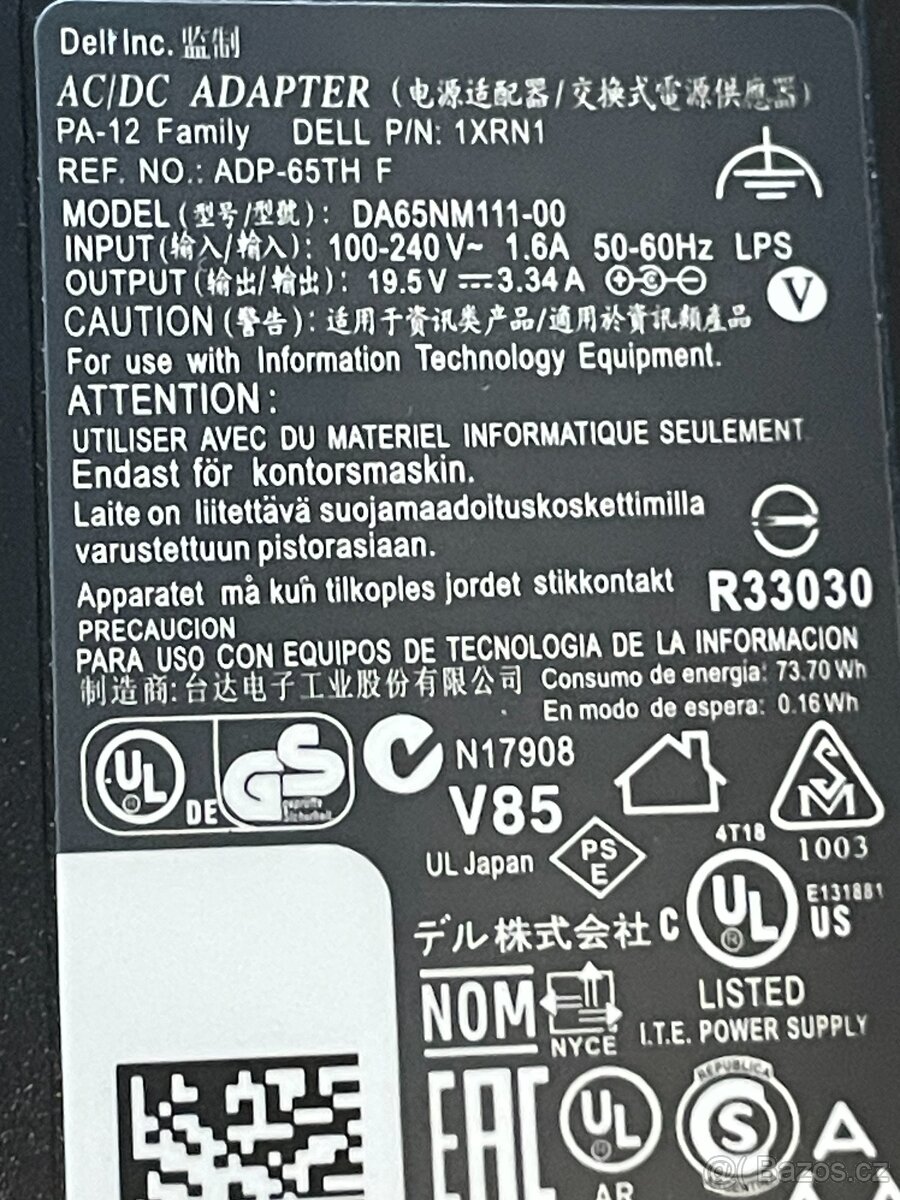 Delt Inc. 监制
AC/DC ADAPTER (电源适配器/交换式電源供應器)
PA-12 Family DELL P/N: 1XRN1
REF. NO.: ADP-65TH F
MODEL (型号/型號): DA65NM111-00
INPUT (输入/輸入): 100-240 V~ 1.6A 50-60Hz LPS
OUTPUT (输出/輸出): 19.5 V ⎓ 3.34 A
V
CAUTION (警告): 适用于资讯类产品/適用於資訊類產品
For use with Information Technology Equipment.
ATTENTION:
UTILISER AVEC DU MATERIEL INFORMATIQUE SEULEMENT
Endast för kontorsmaskin.
Laite on liitettävä suojamaadoituskoskettimilla
varustettuun pistorasiaan.
Apparatet må kun tilkoples jordet stikkontakt
R33030
PRECAUCION
PARA USO CON EQUIPOS DE TECNOLOGIA DE LA INFORMACION
制造商: 台达电子工业股份有限公司
Consumo de energia: 73.70 Wh
En modo de espera: 0.16 Wh
UL ® DE GS geprüfte Sicherheit
N17908
V85
UL Japan
PS E
SM
1003
4T18
デル株式会社
C UL ® US
E131881
LISTED
I.T.E. POWER SUPPLY
NOM
NYCE
EAC
UL ®
AR
REPUBLICA
S
A
@( Bazos.cz